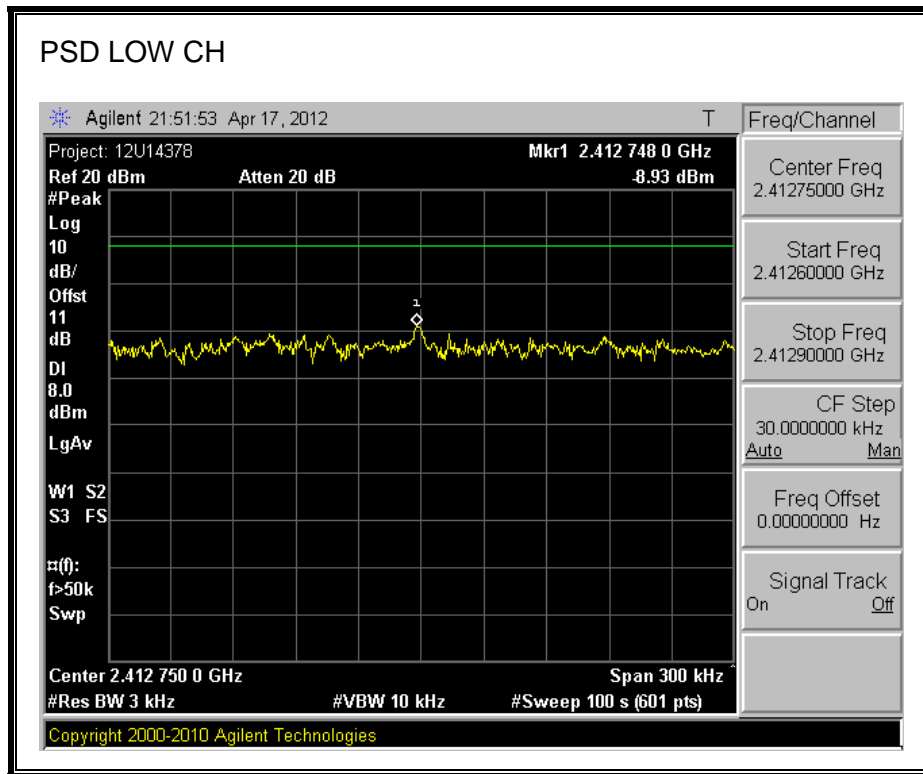 PSD LOW CH
Agilent 21:51:53 Apr 17, 2012 T
Freq/Channel
Project: 12U14378 Mkr1 2.412 748 0 GHz
Ref 20 dBm Atten 20 dB -8.93 dBm
#Peak
Log
10
dB/
Offst
11
dB
DI
8.0
dBm
LgAv
W1 S2
S3 FS
¤(f):
f>50k
Swp
1
Center 2.412 750 0 GHz Span 300 kHz ^
#Res BW 3 kHz #VBW 10 kHz #Sweep 100 s (601 pts)
Copyright 2000-2010 Agilent Technologies
Center Freq
2.41275000 GHz
Start Freq
2.41260000 GHz
Stop Freq
2.41290000 GHz
CF Step
30.0000000 kHz
Auto Man
Freq Offset
0.00000000 Hz
Signal Track
On Off